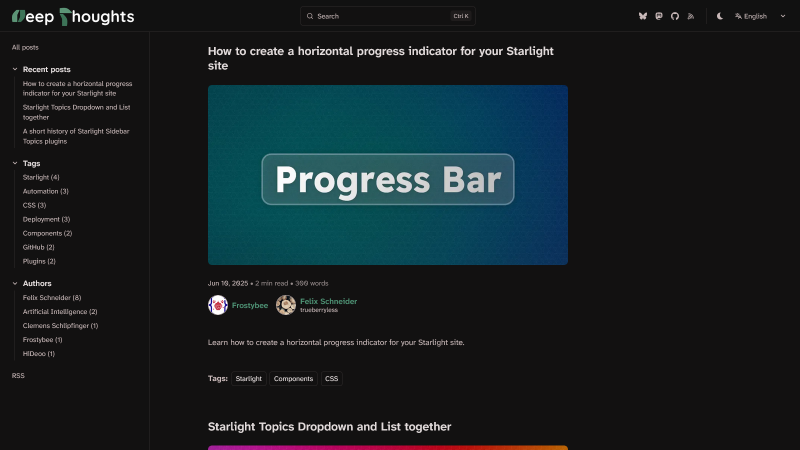 Deep Thoughts
Search
Ctrl K
English
All posts
Recent posts
How to create a horizontal progress
indicator for your Starlight site
Starlight Topics Dropdown and List
together
A short history of Starlight Sidebar
Topics plugins
Tags
Starlight (4)
Automation (3)
CSS (3)
Deployment (3)
Components (2)
GitHub (2)
Plugins (2)
Authors
Felix Schneider (8)
Artificial Intelligence (2)
Clemens Schlipfinger (1)
Frostybee (1)
HiDeoo (1)
RSS
How to create a horizontal progress indicator for your Starlight
site
Progress Bar
Jun 10, 2025 • 2 min read • 300 words
Frostybee
Felix Schneider
trueberryless
Learn how to create a horizontal progress indicator for your Starlight site.
Tags: Starlight Components CSS
Starlight Topics Dropdown and List together